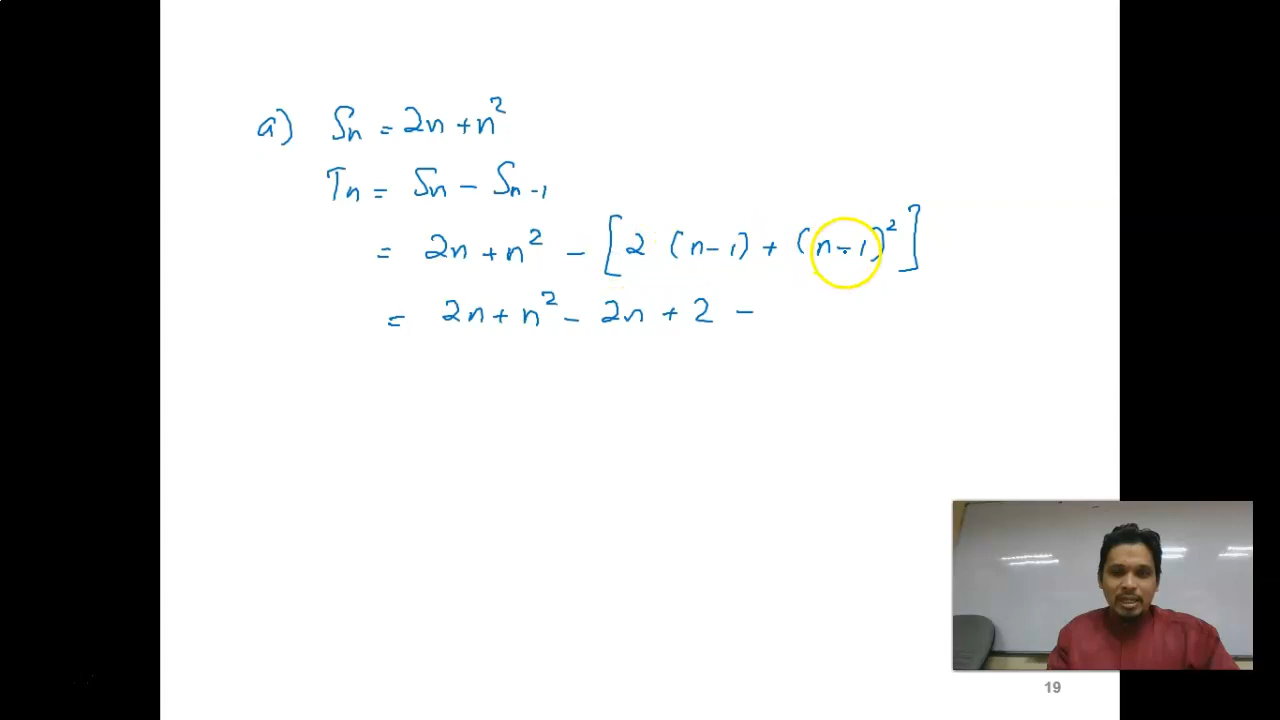 a) Sₙ = 2n + n²
Tₙ = Sₙ − Sₙ₋₁
= 2n + n² − [2 (n−1) + (n−1)²]
= 2n + n² − 2n + 2 −
19